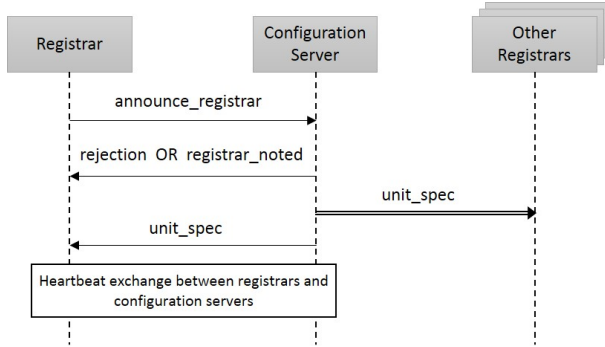 Registrar
Configuration
Server
Other
Registrars
announce_registrar
rejection OR registrar_noted
unit_spec
unit_spec
Heartbeat exchange between registrars and
configuration servers